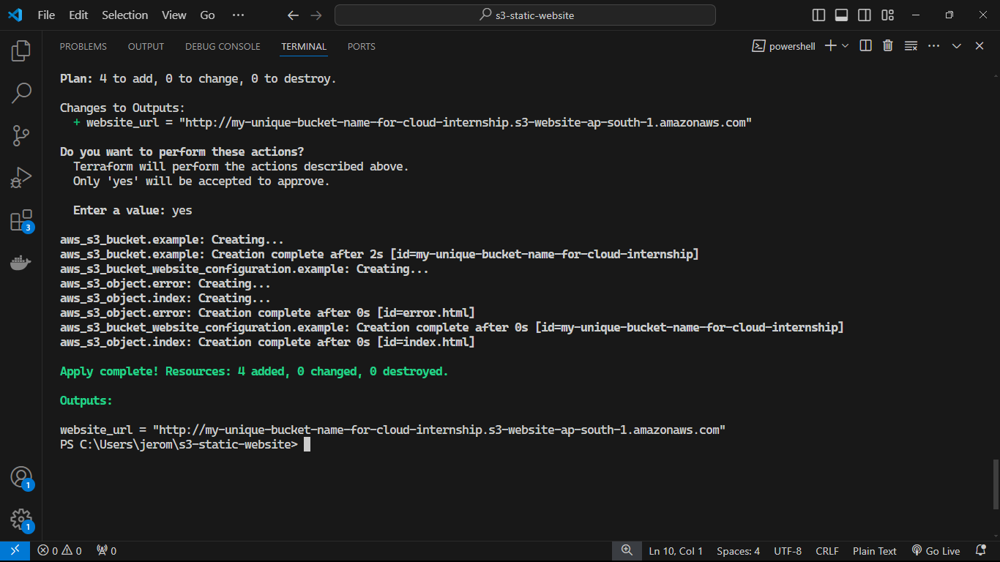 File Edit Selection View Go ··· s3-static-website
PROBLEMS OUTPUT DEBUG CONSOLE TERMINAL PORTS powershell
Plan: 4 to add, 0 to change, 0 to destroy.
Changes to Outputs:
+ website_url = "http://my-unique-bucket-name-for-cloud-internship.s3-website-ap-south-1.amazonaws.com"
Do you want to perform these actions?
Terraform will perform the actions described above.
Only 'yes' will be accepted to approve.
Enter a value: yes
aws_s3_bucket.example: Creating...
aws_s3_bucket.example: Creation complete after 2s [id=my-unique-bucket-name-for-cloud-internship]
aws_s3_bucket_website_configuration.example: Creating...
aws_s3_object.error: Creating...
aws_s3_object.index: Creating...
aws_s3_object.error: Creation complete after 0s [id=error.html]
aws_s3_bucket_website_configuration.example: Creation complete after 0s [id=my-unique-bucket-name-for-cloud-internship]
aws_s3_object.index: Creation complete after 0s [id=index.html]
Apply complete! Resources: 4 added, 0 changed, 0 destroyed.
Outputs:
website_url = "http://my-unique-bucket-name-for-cloud-internship.s3-website-ap-south-1.amazonaws.com"
PS C:\Users\jerom\s3-static-website>
3
1
1
0 0 0 Ln 10, Col 1 Spaces: 4 UTF-8 CRLF Plain Text Go Live